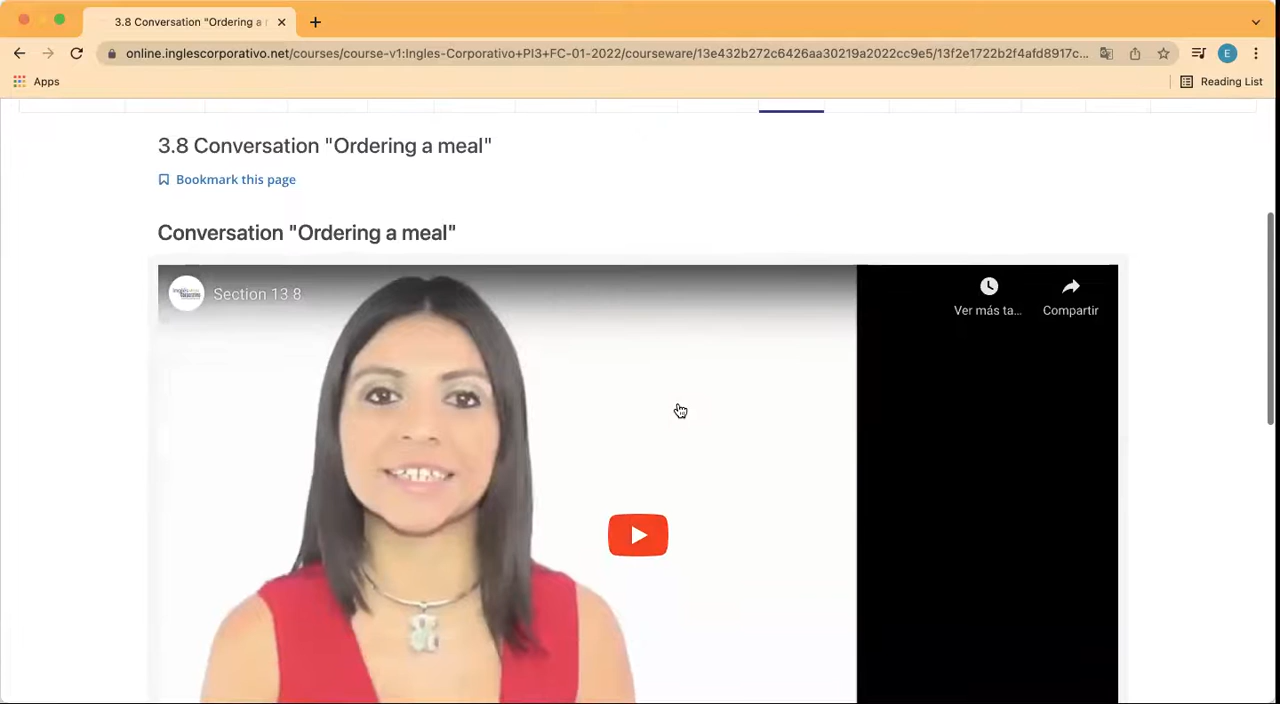 3.8 Conversation "Ordering a r
online.inglescorporativo.net/courses/course-v1:Ingles-Corporativo+PI3+FC-01-2022/courseware/13e432b272c6426aa30219a2022cc9e5/13f2e1722b2f4afd8917c...
E
Apps
Reading List
3.8 Conversation "Ordering a meal"
Bookmark this page
Conversation "Ordering a meal"
Section 13 8
Ver más ta...
Compartir